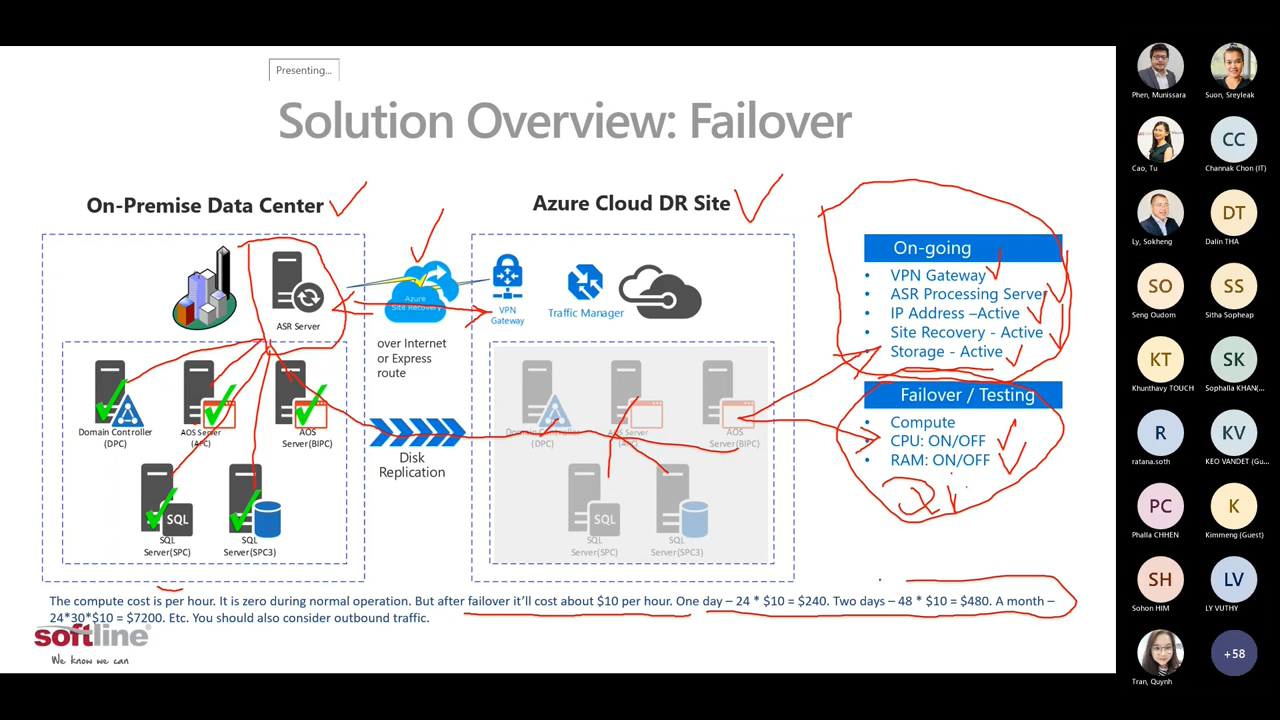 Presenting...
Solution Overview: Failover
On-Premise Data Center
Azure Cloud DR Site
ASR Server
Azure
Site Recovery
VPN
Gateway
Traffic Manager
over Internet
or Express
route
Domain Controller
(DPC)
AOS Server
AOS
Server(BIPC)
SQL
SQL
Server(SPC)
SQL
Server(SPC3)
Disk
Replication
Domain Controller
(DPC)
AOS Server
AOS
Server(BIPC)
SQL
SQL
Server(SPC)
SQL
Server(SPC3)
On-going
• VPN Gateway
• ASR Processing Server
• IP Address –Active
• Site Recovery - Active
• Storage - Active
Failover / Testing
• Compute
• CPU: ON/OFF
• RAM: ON/OFF
The compute cost is per hour. It is zero during normal operation. But after failover it'll cost about $10 per hour. One day – 24 * $10 = $240. Two days – 48 * $10 = $480. A month –
24*30*$10 = $7200. Etc. You should also consider outbound traffic.
softline
We know we can
Phen, Munissara
Suon, Sreyleak
Cao, Tu
CC
Channak Chon (IT)
Ly, Sokheng
DT
Dalin THA
SO
Seng Oudom
SS
Sitha Sopheap
KT
Khunthavy TOUCH
SK
Sophalla KHAN(...
R
ratana.soth
KV
KEO VANDET (Gu...
PC
Phalla CHHEN
K
Kimmeng (Guest)
SH
Sohon HIM
LV
LY VUTHY
Tran, Quynh
+58